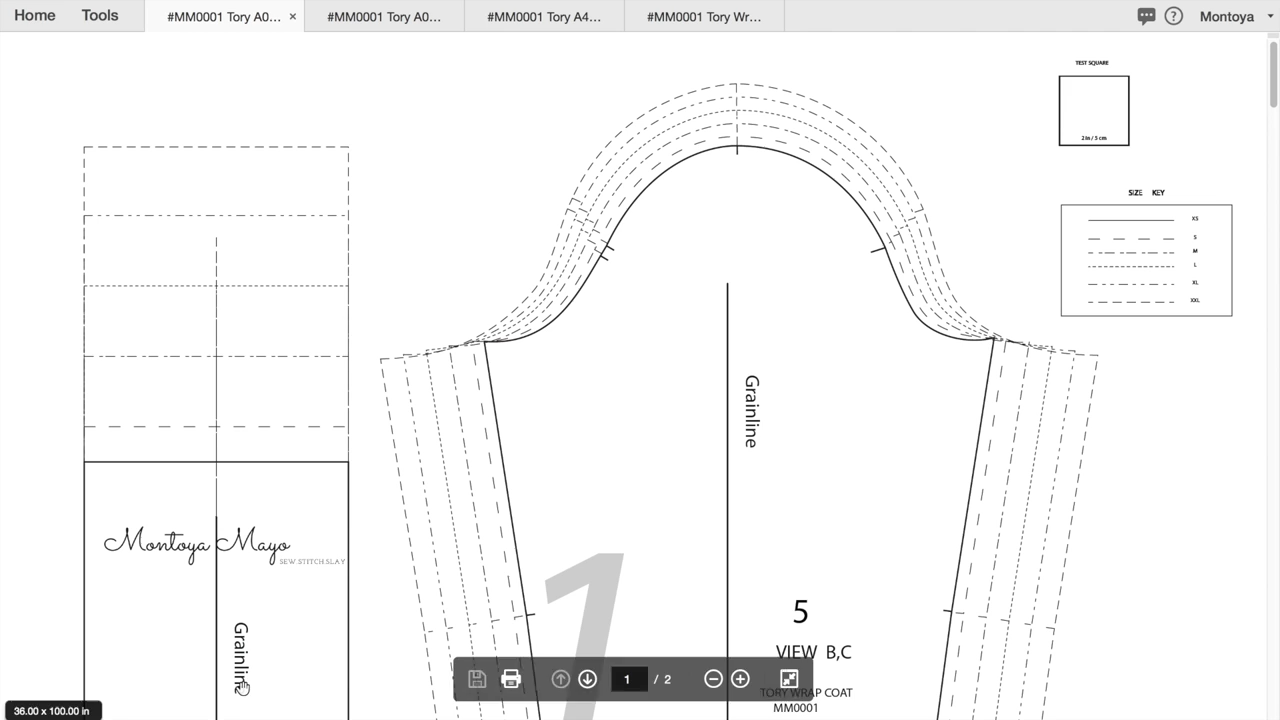 Home Tools #MM0001 Tory A0... × #MM0001 Tory A0... #MM0001 Tory A4... #MM0001 Tory Wr... ? Montoya
TEST SQUARE
2in / 5 cm
SIZE KEY
XS
S
M
L
XL
XXL
Grainline
Montoya Mayo
SEW.STITCH.SLAY
Grainline
1
5
VIEW B,C
TORY WRAP COAT
MM0001
1 / 2
36.00 x 100.00 in